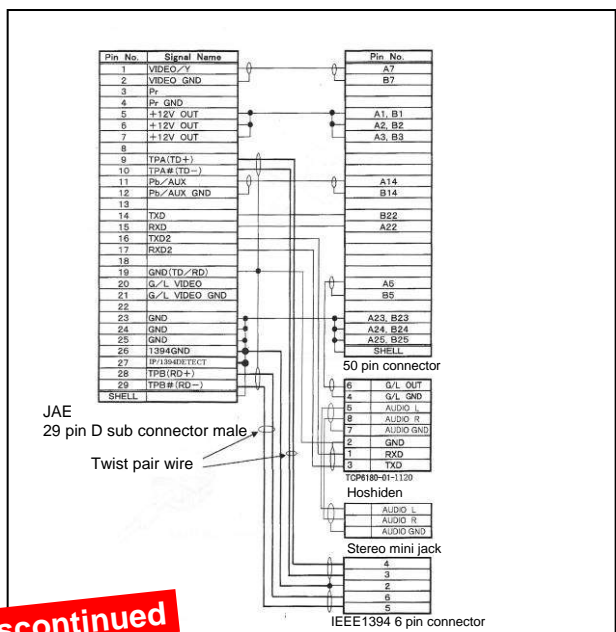 Pin No. Signal Name
1 VIDEO/Y
2 VIDEO GND
3 Pr
4 Pr GND
5 +12V OUT
6 +12V OUT
7 +12V OUT
8
9 TPA(TD+)
10 TPA#(TD-)
11 Pb/AUX
12 Pb/AUX GND
13
14 TXD
15 RXD
16 TXD2
17 RXD2
18
19 GND(TD/RD)
20 G/L VIDEO
21 G/L VIDEO GND
22
23 GND
24 GND
25 GND
26 1394GND
27 IP/1394DETECT
28 TPB(RD+)
29 TPB#(RD-)
SHELL
JAE
29 pin D sub connector male
Twist pair wire
Pin No.
A7
B7
A1, B1
A2, B2
A3, B3
A14
B14
B22
A22
A6
B5
A23, B23
A24, B24
A25, B25
SHELL
50 pin connector
6 G/L OUT
4 G/L GND
5 AUDIO L
8 AUDIO R
7 AUDIO GND
2 GND
1 RXD
3 TXD
TCP6180-01-1120
Hoshiden
AUDIO L
AUDIO R
AUDIO GND
Stereo mini jack
4
3
2
6
5
IEEE1394 6 pin connector
scontinued